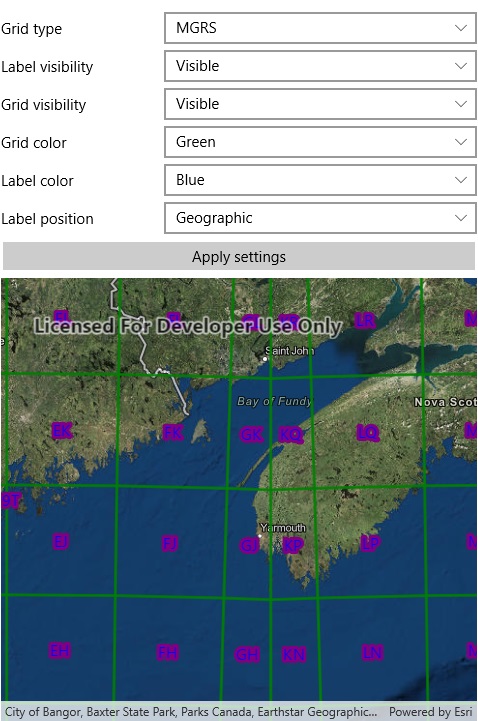 Grid type
MGRS
Label visibility
Visible
Grid visibility
Visible
Grid color
Green
Label color
Blue
Label position
Geographic
Apply settings
LR
Licensed For Developer Use Only
Saint John
Bay of Fundy
Nova Scot
EK
FK
GK
KQ
LQ
Yarmouth
EJ
FJ
GJ
KP
LP
EH
FH
GH
KN
LN
City of Bangor, Baxter State Park, Parks Canada, Earthstar Geographic...
Powered by Esri